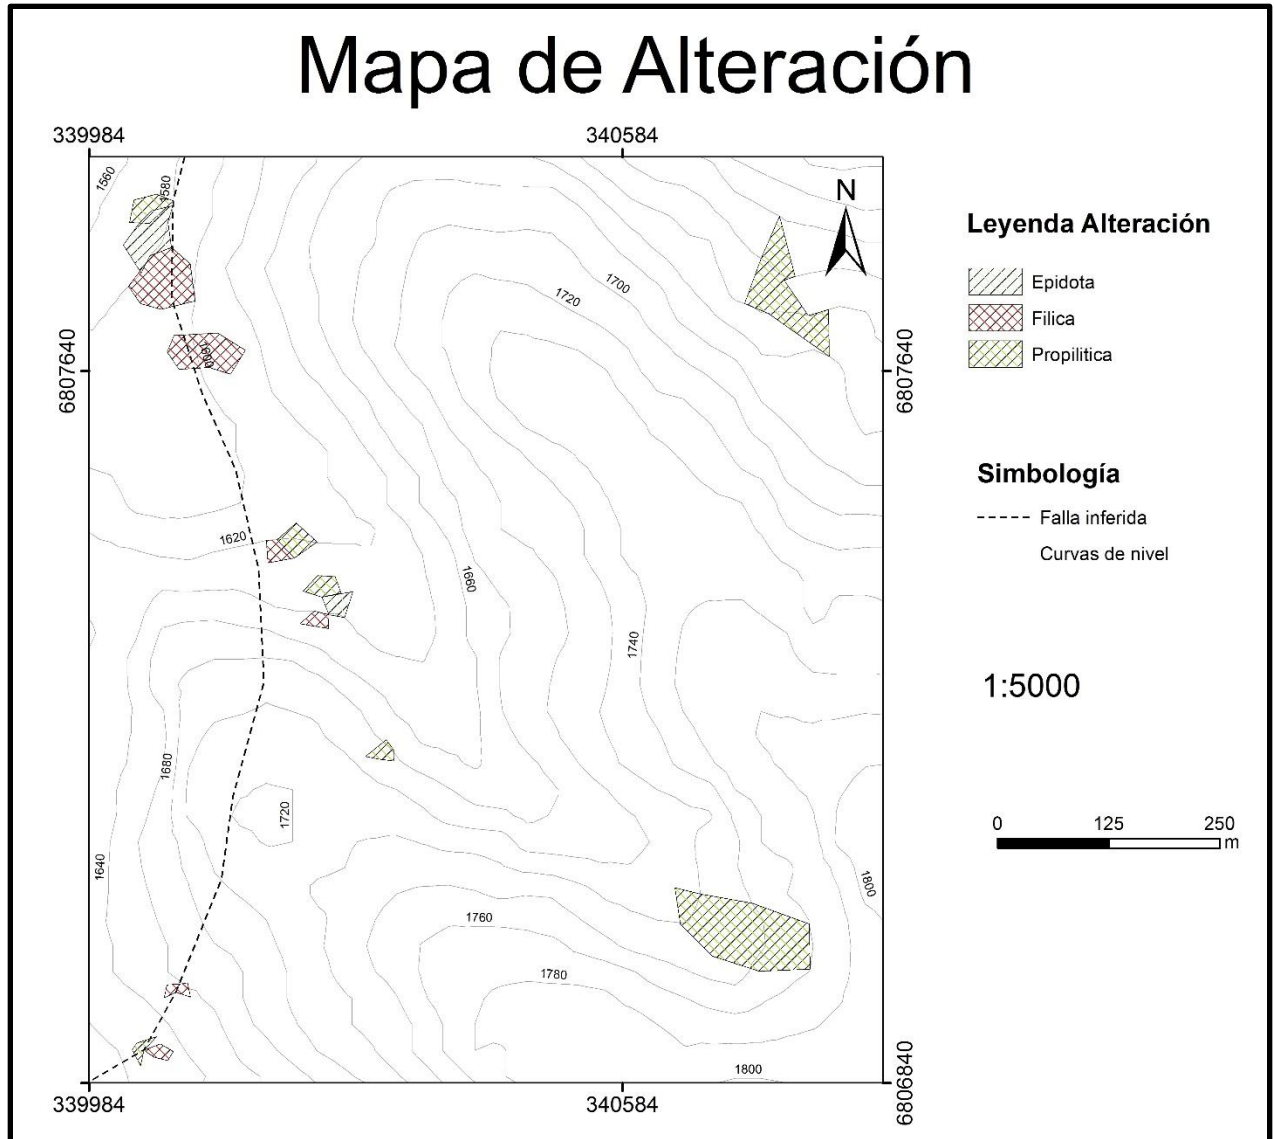 Mapa de Alteración
339984
340584
1560
1580
N
Leyenda Alteración
1700
Epidota
1720
Filica
1600
Propilitica
6807640
6807640
Simbología
Falla inferida
1620
Curvas de nivel
1660
1740
1:5000
1680
1720
0 125 250
m
1640
1800
1760
1780
1800
6806840
339984
340584